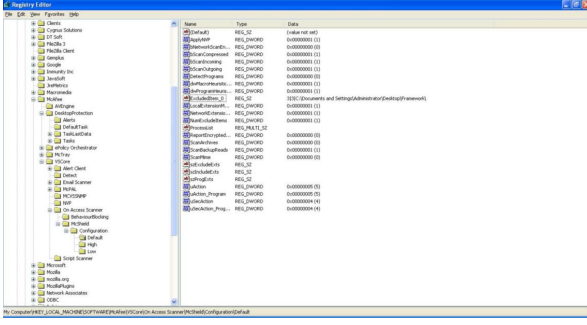 Registry Editor
File Edit View Favorites Help
Clients
Cygnus Solutions
DT Soft
FileZilla 3
FileZilla Client
Gemplus
Google
Immunity Inc
JavaSoft
JreMetrics
Macromedia
McAfee
AVEngine
DesktopProtection
Alerts
DefaultTask
TaskLastData
Tasks
ePolicy Orchestrator
McTray
VSCore
Alert Client
Detect
Email Scanner
McPAL
MCVSSNMP
NVP
On Access Scanner
BehaviourBlocking
McShield
Configuration
Default
High
Low
Script Scanner
Microsoft
Mozilla
mozilla.org
MozillaPlugins
Network Associates
ODBC
Name Type Data
(Default) REG_SZ (value not set)
ApplyNVP REG_DWORD 0x00000001 (1)
bNetworkScanEn... REG_DWORD 0x00000000 (0)
bScanCompressed REG_DWORD 0x00000001 (1)
bScanIncoming REG_DWORD 0x00000001 (1)
bScanOutgoing REG_DWORD 0x00000001 (1)
DetectPrograms REG_DWORD 0x00000000 (0)
dwMacroHeuristic... REG_DWORD 0x00000001 (1)
dwProgramHeuris... REG_DWORD 0x00000001 (1)
ExcludedItem_0 REG_SZ 3|3|C:\Documents and Settings\Administrator\Desktop\Framework\
LocalExtensionM... REG_DWORD 0x00000001 (1)
NetworkExtensio... REG_DWORD 0x00000001 (1)
NumExcludeItems REG_DWORD 0x00000001 (1)
ProcessList REG_MULTI_SZ
ReportEncrypted... REG_DWORD 0x00000000 (0)
ScanArchives REG_DWORD 0x00000000 (0)
ScanBackupReads REG_DWORD 0x00000001 (1)
ScanMime REG_DWORD 0x00000000 (0)
szExcludeExts REG_SZ
szIncludeExts REG_SZ
szProgExts REG_SZ
uAction REG_DWORD 0x00000005 (5)
uAction_Program REG_DWORD 0x00000005 (5)
uSecAction REG_DWORD 0x00000004 (4)
uSecAction_Prog... REG_DWORD 0x00000004 (4)
My Computer\HKEY_LOCAL_MACHINE\SOFTWARE\McAfee\VSCore\On Access Scanner\McShield\Configuration\Default